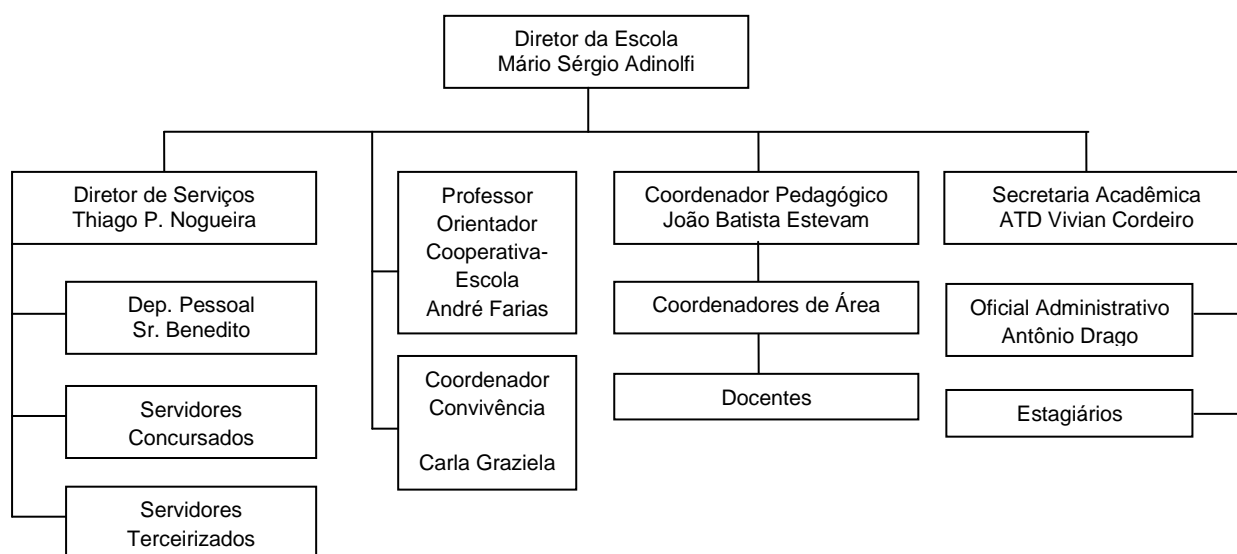 Diretor da Escola
Mário Sérgio Adinolfi
Diretor de Serviços
Thiago P. Nogueira
Dep. Pessoal
Sr. Benedito
Servidores
Concursados
Servidores
Terceirizados
Professor
Orientador
Cooperativa-
Escola
André Farias
Coordenador
Convivência
Carla Graziela
Coordenador Pedagógico
João Batista Estevam
Coordenadores de Área
Docentes
Secretaria Acadêmica
ATD Vivian Cordeiro
Oficial Administrativo
Antônio Drago
Estagiários